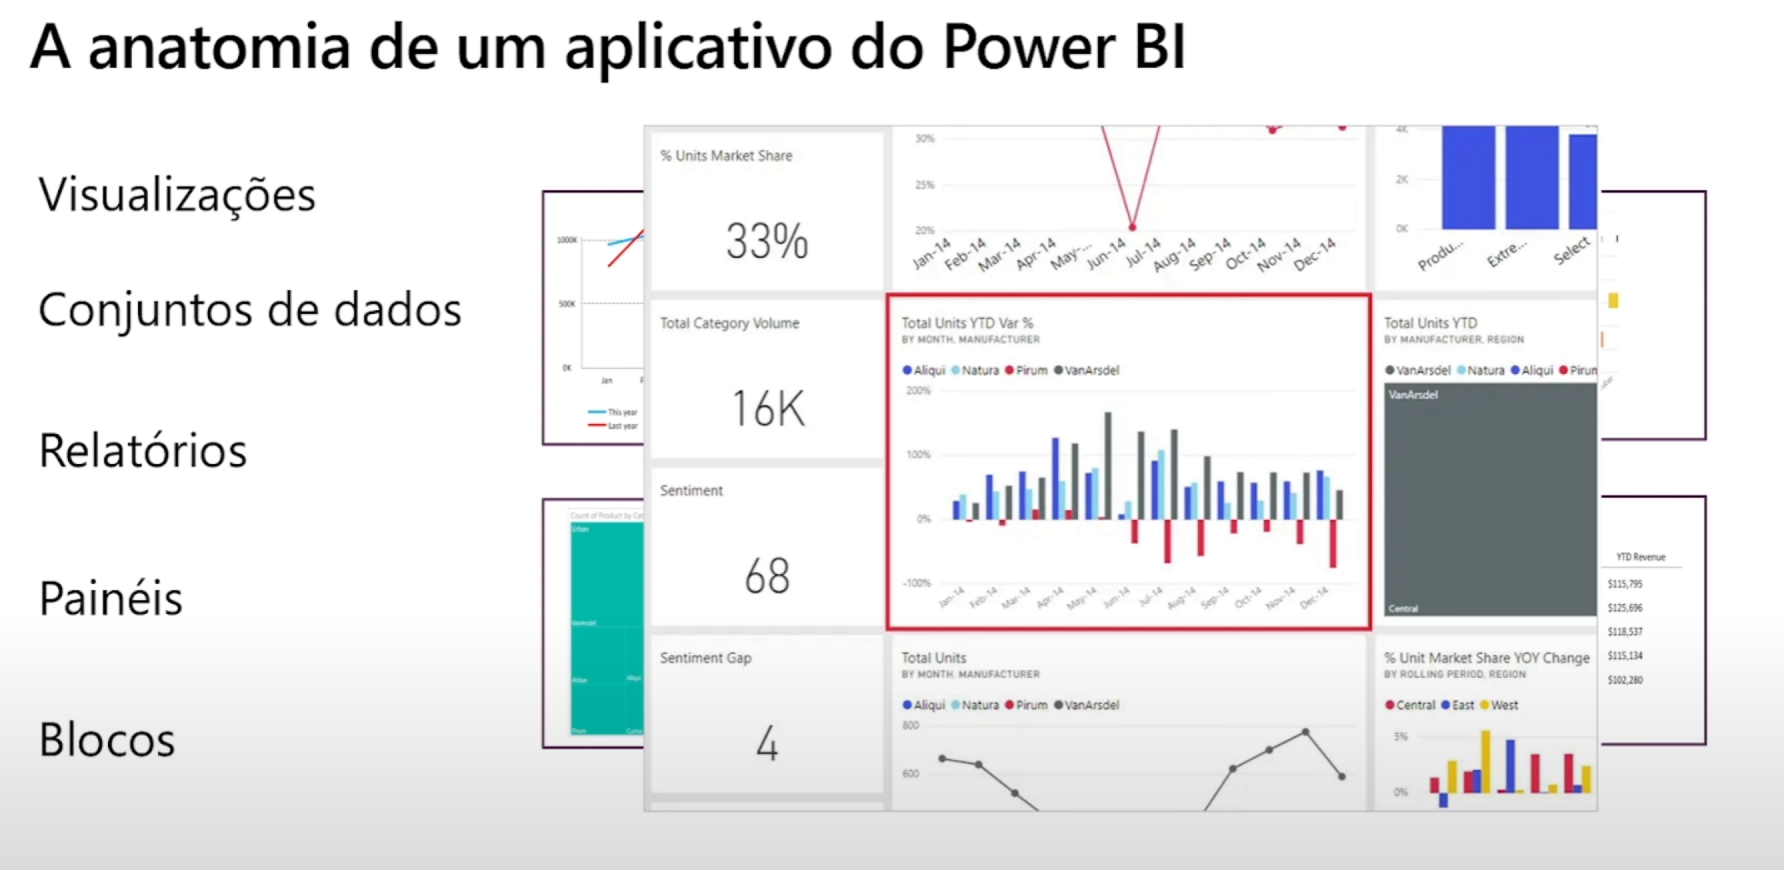 A anatomia de um aplicativo do Power BI
Visualizações
Conjuntos de dados
Relatórios
Painéis
Blocos
1000K
500K
0K
Jan
This year
Last year
Count of Product by
Urban
VanArsdel
Pirum
% Units Market Share
33%
Total Category Volume
16K
Sentiment
68
Sentiment Gap
4
30%
25%
20%
Jan-14 Feb-14 Mar-14 Apr-14 May-... Jun-14 Jul-14 Aug-14 Sep-14 Oct-14 Nov-14 Dec-14
Total Units YTD Var %
BY MONTH, MANUFACTURER
Aliqui Natura Pirum VanArsdel
200%
100%
0%
-100%
Jan-14 Feb-14 Mar-14 Apr-14 May-14 Jun-14 Jul-14 Aug-14 Sep-14 Oct-14 Nov-14 Dec-14
Total Units
BY MONTH, MANUFACTURER
Aliqui Natura Pirum VanArsdel
800
600
4K
2K
0K
Produ... Extre... Select
Total Units YTD
BY MANUFACTURER, REGION
VanArsdel Natura Aliqui Pirum
VanArsdel
Central
% Unit Market Share YOY Change
BY ROLLING PERIOD, REGION
Central East West
5%
0%
YTD Revenue
$115,795
$125,696
$118,537
$115,134
$102,280